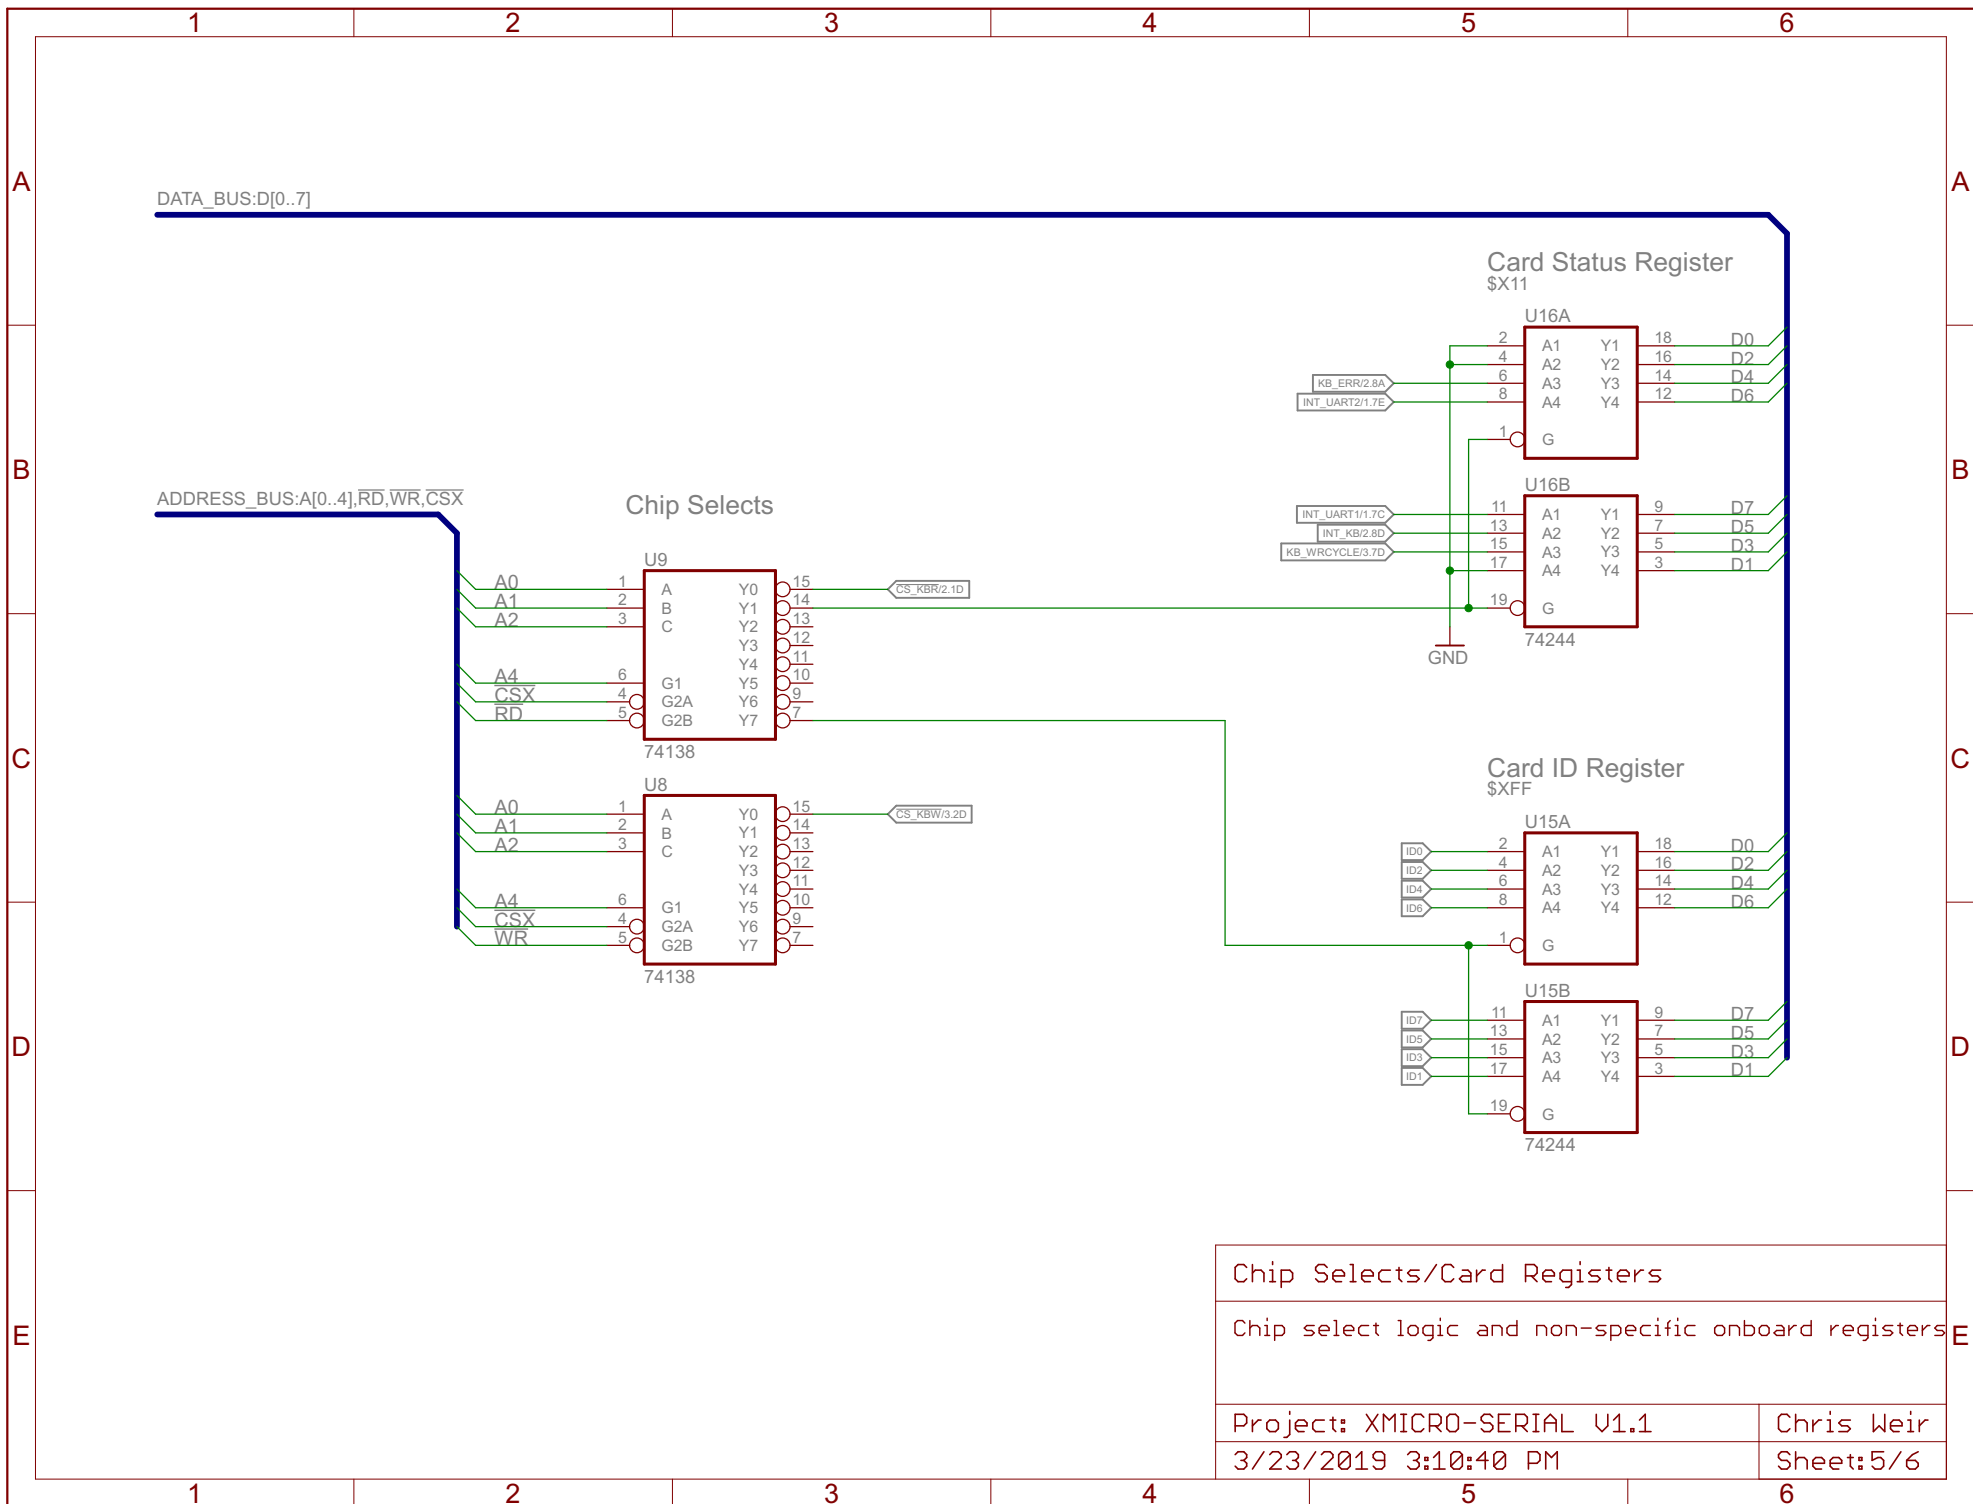 1 2 3 4 5 6
A A
DATA_BUS:D[0..7]
Card Status Register
$X11
U16A
2 A1 Y1 18 D0
4 A2 Y2 16 D2
KB_ERR/2.8A 6 A3 Y3 14 D4
INT_UART2/1.7E 8 A4 Y4 12 D6
1 G
B B
U16B
INT_UART1/1.7C 11 A1 Y1 9 D7
INT_KB/2.8D 13 A2 Y2 7 D5
KB_WRCYCLE/3.7D 15 A3 Y3 5 D3
17 A4 Y4 3 D1
19 G
74244
GND
ADDRESS_BUS:A[0..4],RD,WR,CSX
Chip Selects
U9
A0 1 A Y0 15 CS_KBR/2.1D
A1 2 B Y1 14
A2 3 C Y2 13
Y3 12
Y4 11
A4 6 G1 Y5 10
CSX 4 G2A Y6 9
RD 5 G2B Y7 7
74138
C C
U8
A0 1 A Y0 15 CS_KBW/3.2D
A1 2 B Y1 14
A2 3 C Y2 13
Y3 12
Y4 11
A4 6 G1 Y5 10
CSX 4 G2A Y6 9
WR 5 G2B Y7 7
74138
Card ID Register
$XFF
U15A
ID0 2 A1 Y1 18 D0
ID2 4 A2 Y2 16 D2
ID4 6 A3 Y3 14 D4
ID6 8 A4 Y4 12 D6
1 G
U15B
ID7 11 A1 Y1 9 D7
ID5 13 A2 Y2 7 D5
ID3 15 A3 Y3 5 D3
ID1 17 A4 Y4 3 D1
19 G
74244
D D
Chip Selects/Card Registers
Chip select logic and non-specific onboard registers
E E
Project: XMICRO-SERIAL V1.1
Chris Weir
3/23/2019 3:10:40 PM
Sheet:5/6
1 2 3 4 5 6